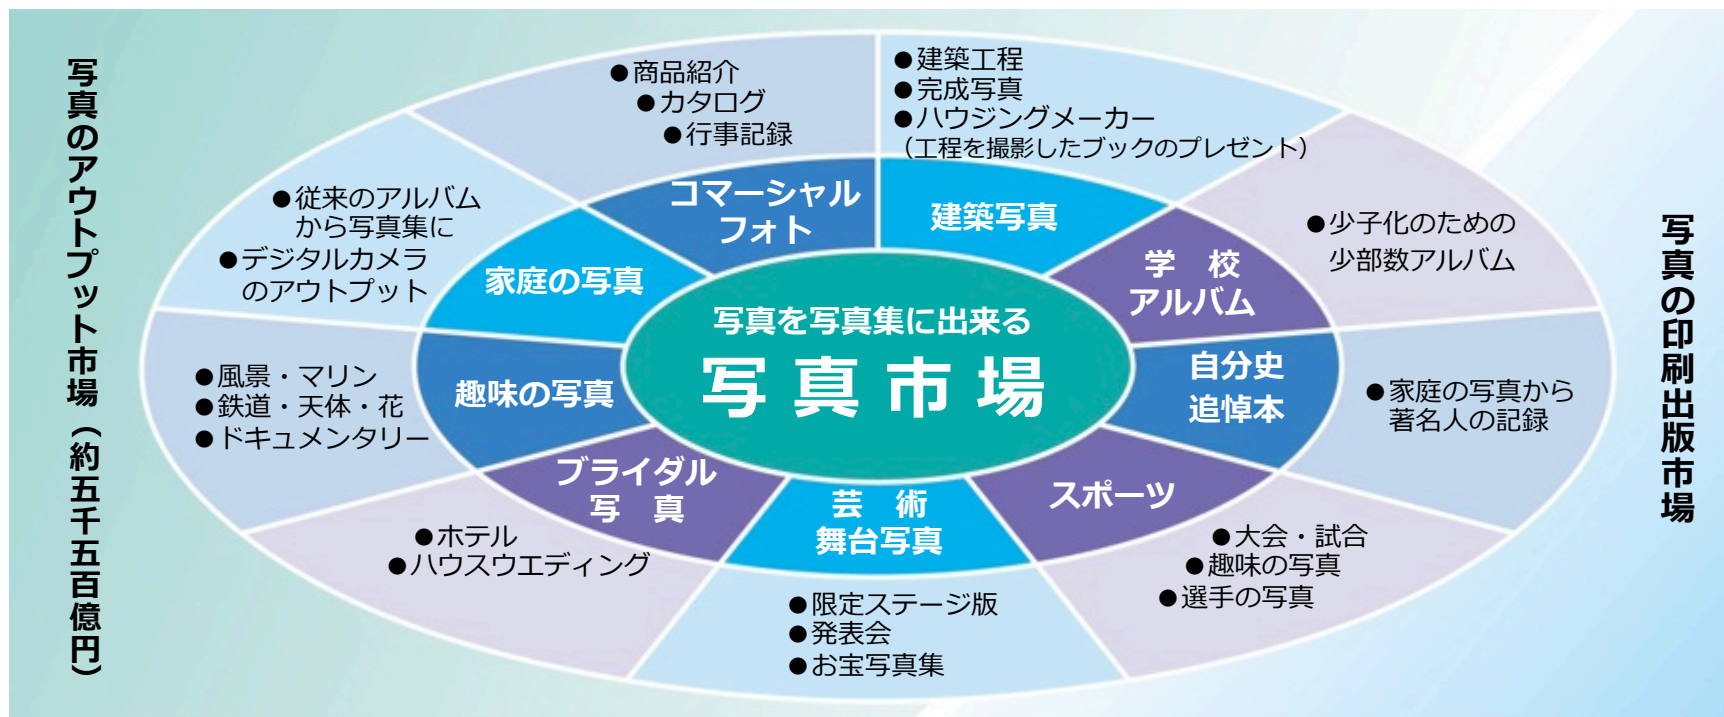 写真のアウトプット市場（約五千五百億円）
●商品紹介
●カタログ
●行事記録
●建築工程
●完成写真
●ハウジングメーカー
（工程を撮影したブックのプレゼント）
●従来のアルバム
から写真集に
●デジタルカメラ
のアウトプット
コマーシャル
フォト
建築写真
●少子化のための
少部数アルバム
家庭の写真
学　校
アルバム
写真を写真集に出来る
写真市場
●風景・マリン
●鉄道・天体・花
●ドキュメンタリー
趣味の写真
自分史
追悼本
●家庭の写真から
著名人の記録
ブライダル
写　真
芸　術
舞台写真
スポーツ
●ホテル
●ハウスウエディング
●限定ステージ版
●発表会
●お宝写真集
●大会・試合
●趣味の写真
●選手の写真
写真の印刷出版市場